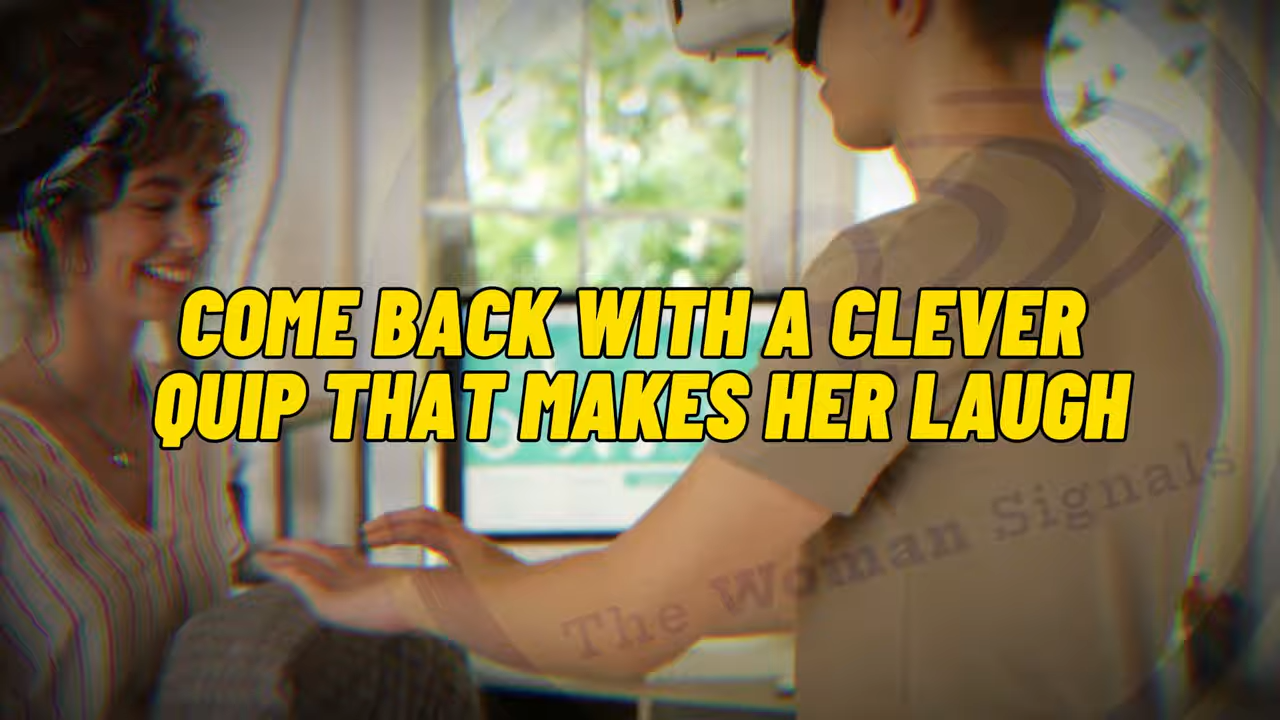 COME BACK WITH A CLEVER
QUIP THAT MAKES HER LAUGH
The Woman Signals